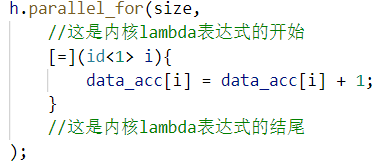 h.parallel_for(size,
//这是内核lambda表达式的开始
[=](id<1> i){
data_acc[i] = data_acc[i] + 1;
}
//这是内核lambda表达式的结尾
);